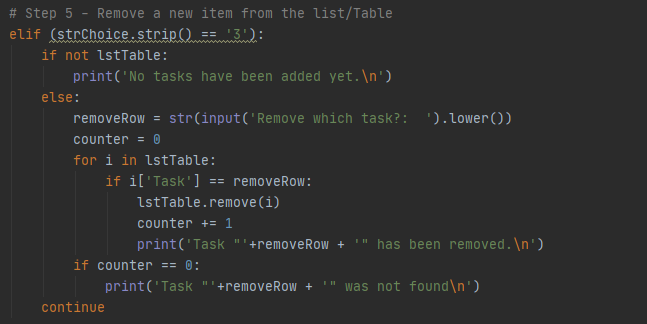 # Step 5 - Remove a new item from the list/Table
elif (strChoice.strip() == '3'):
    if not lstTable:
        print('No tasks have been added yet.\n')
    else:
        removeRow = str(input('Remove which task?:  ').lower())
        counter = 0
        for i in lstTable:
            if i['Task'] == removeRow:
                lstTable.remove(i)
                counter += 1
                print('Task "'+removeRow + '" has been removed.\n')
        if counter == 0:
            print('Task "'+removeRow + '" was not found\n')
    continue